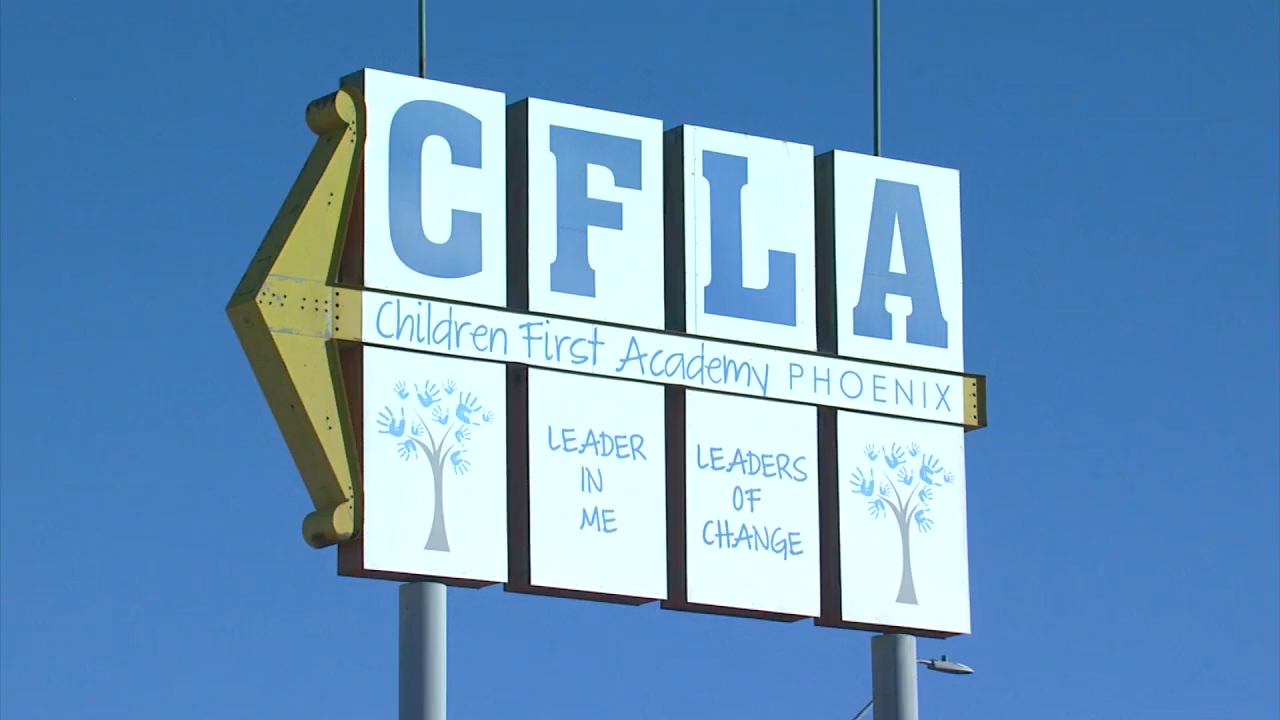 CFLA
Children First Academy PHOENIX
LEADER
IN
ME
LEADERS
OF
CHANGE